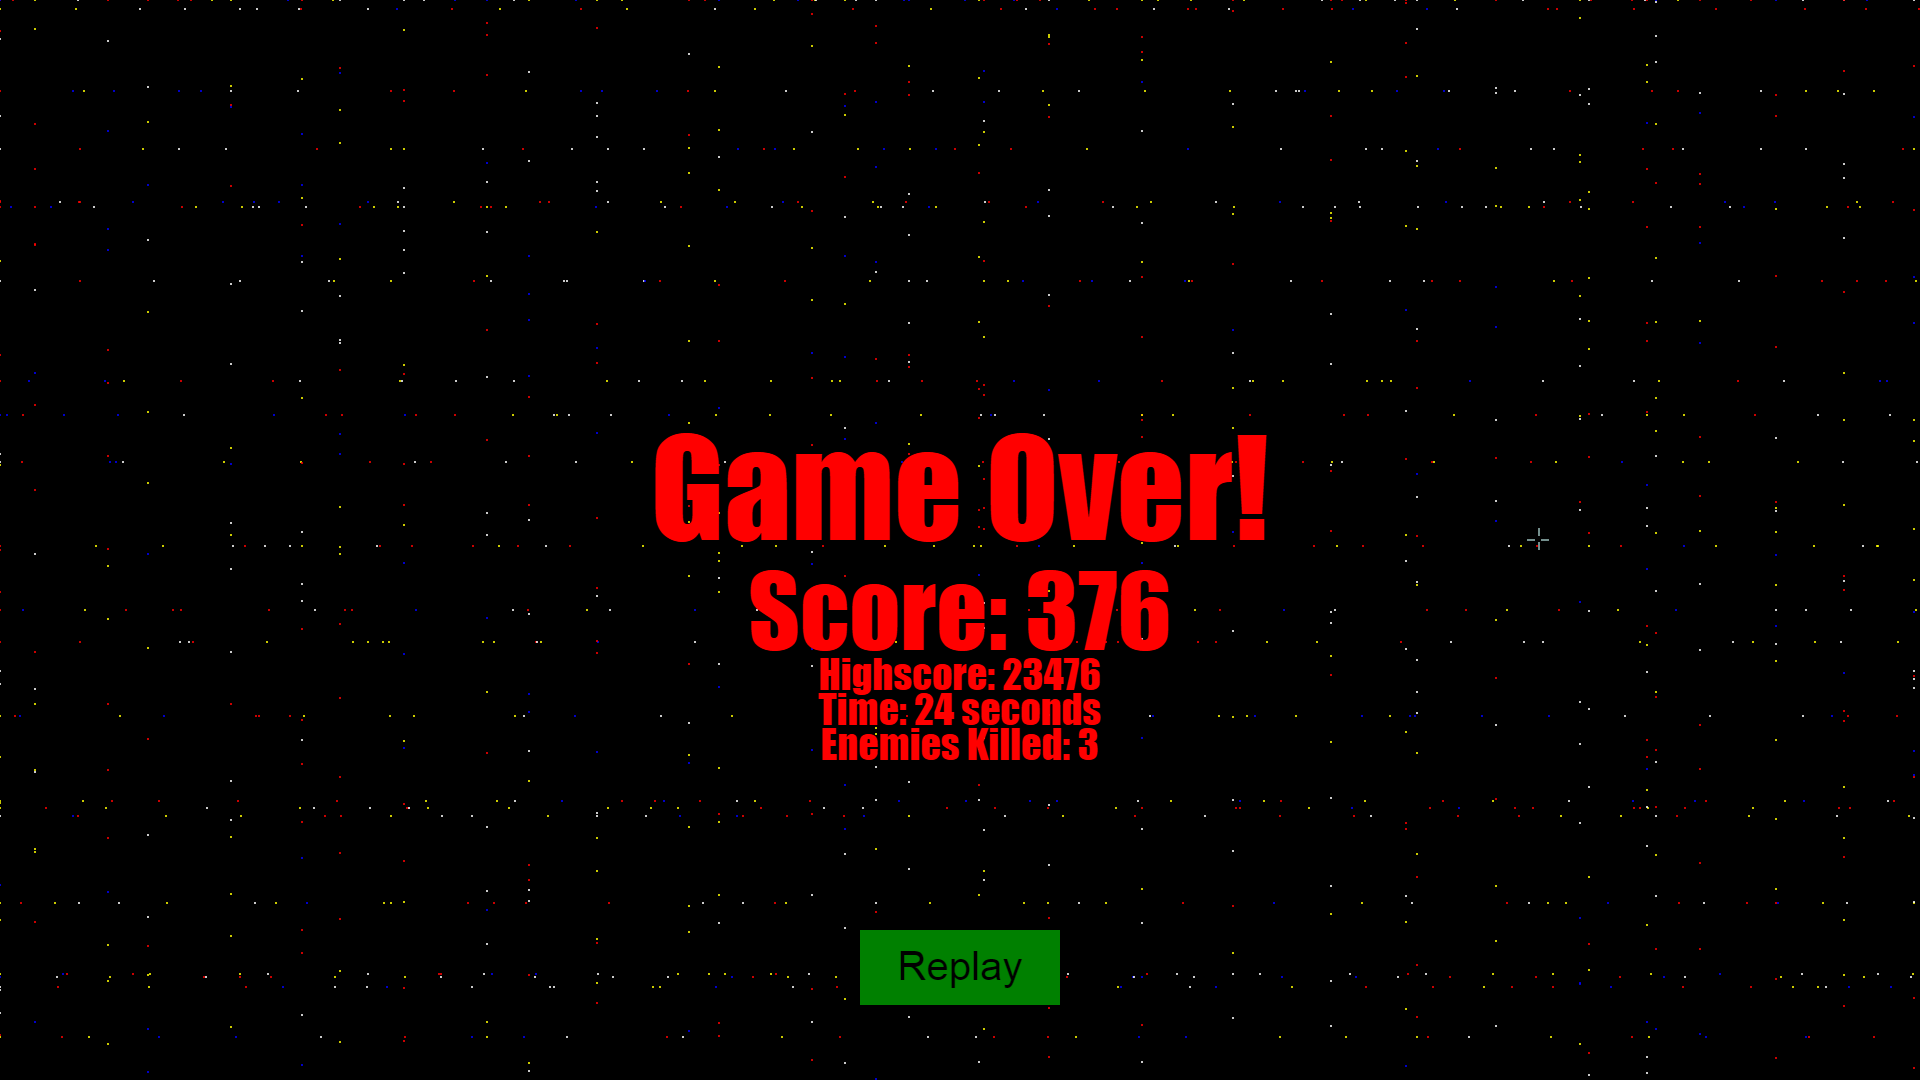 Game Over!
Score: 376
Highscore: 23476
Time: 24 seconds
Enemies Killed: 3
Replay